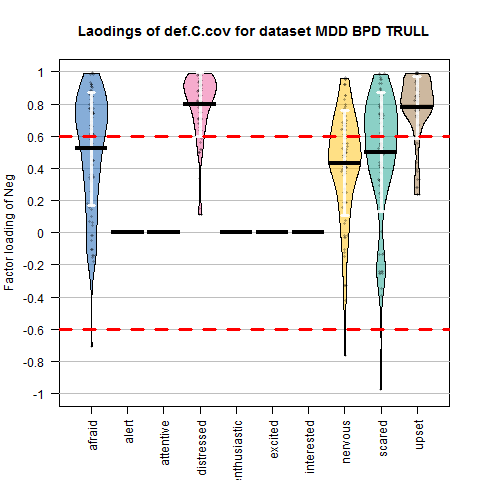 Laodings of def.C.cov for dataset MDD BPD TRULL
Factor loading of Neg
1
0.8
0.6
0.4
0.2
0
-0.2
-0.4
-0.6
-0.8
-1
afraid
alert
attentive
distressed
nthusiastic
excited
interested
nervous
scared
upset